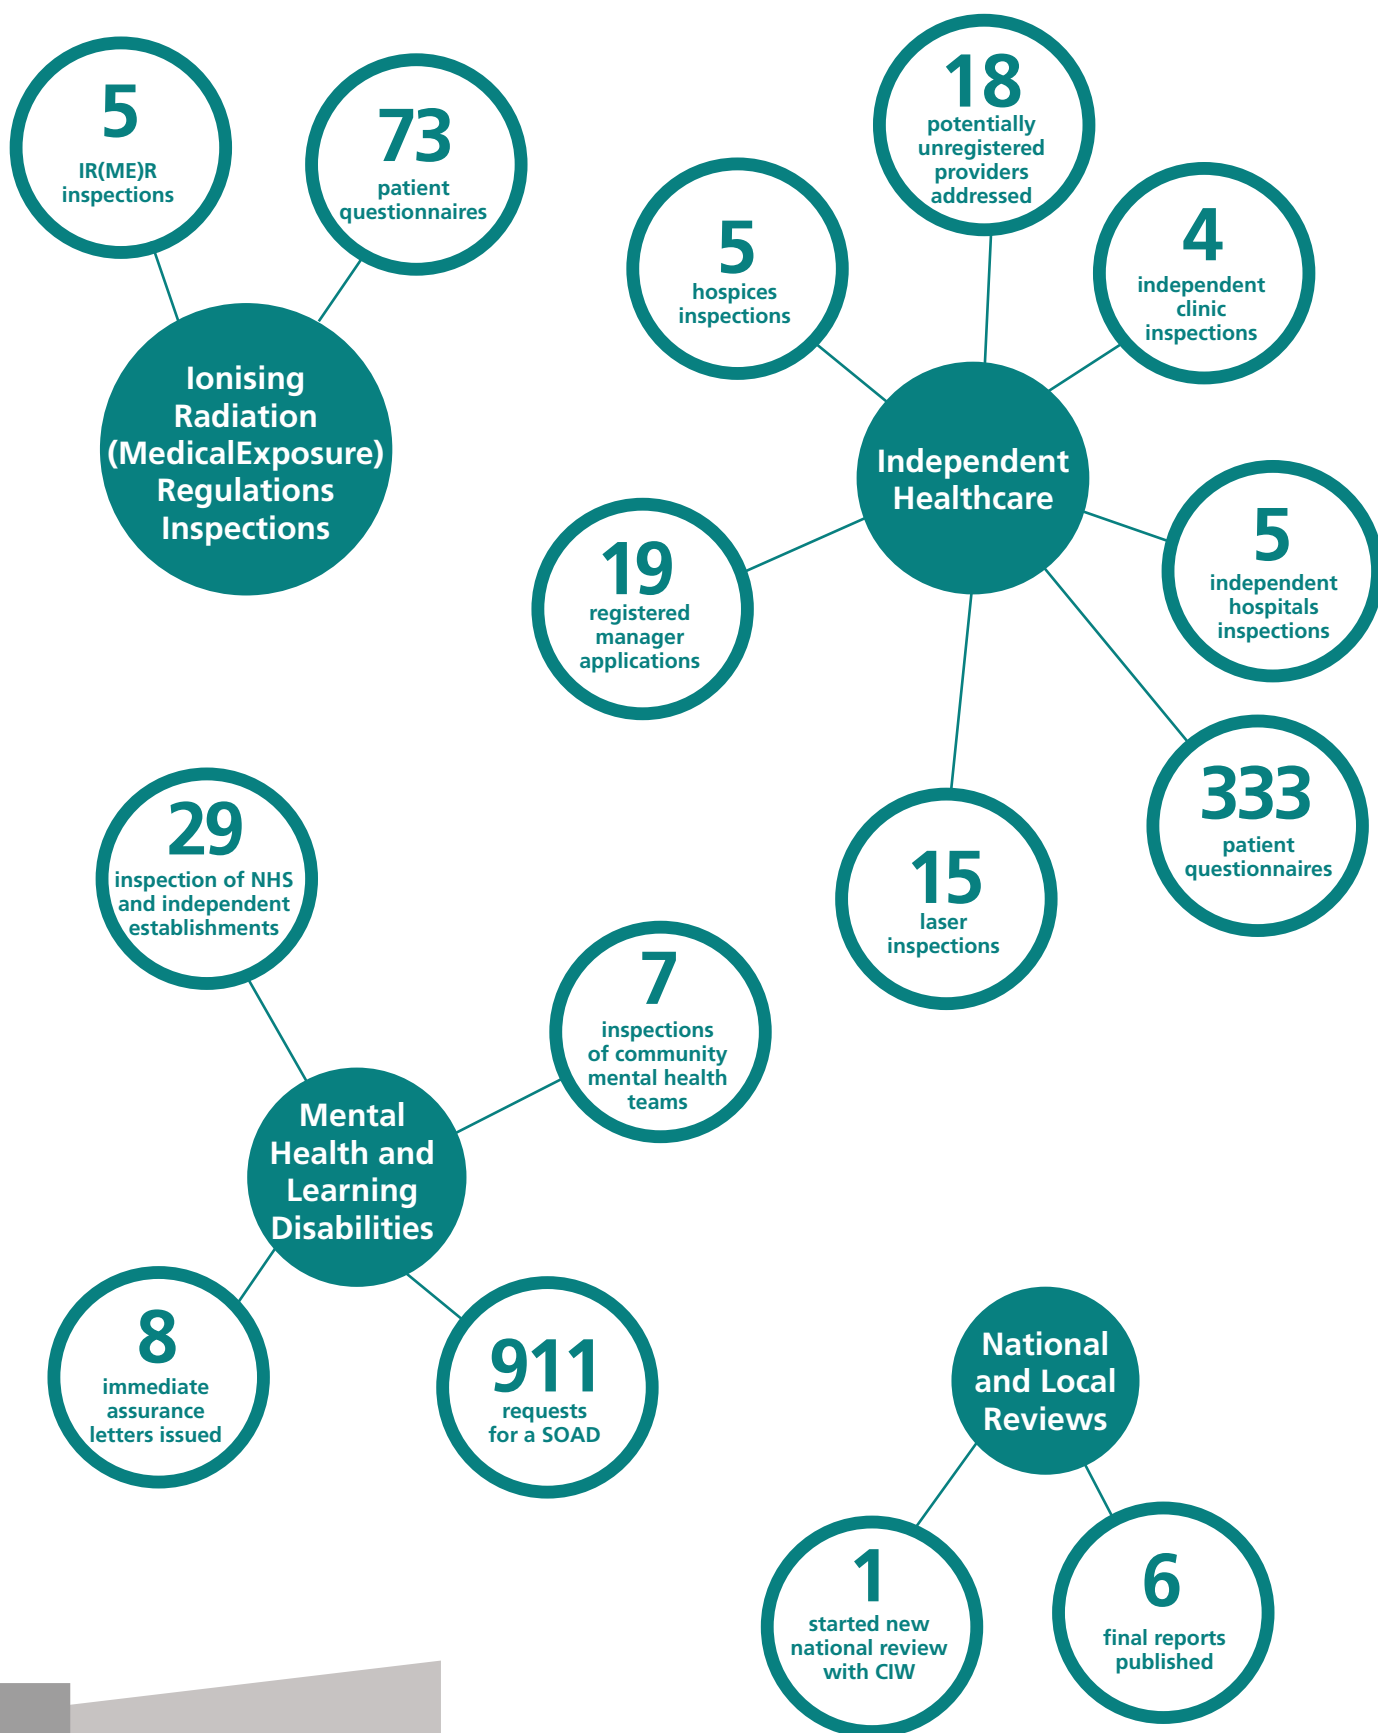 5
IR(ME)R
inspections
73
patient
questionnaires
Ionising
Radiation
(MedicalExposure)
Regulations
Inspections
18
potentially
unregistered
providers
addressed
5
hospices
inspections
4
independent
clinic
inspections
Independent
Healthcare
19
registered
manager
applications
5
independent
hospitals
inspections
333
patient
questionnaires
15
laser
inspections
29
inspection of NHS
and independent
establishments
7
inspections
of community
mental health
teams
Mental
Health and
Learning
Disabilities
8
immediate
assurance
letters issued
911
requests
for a SOAD
National
and Local
Reviews
1
started new
national review
with CIW
6
final reports
published